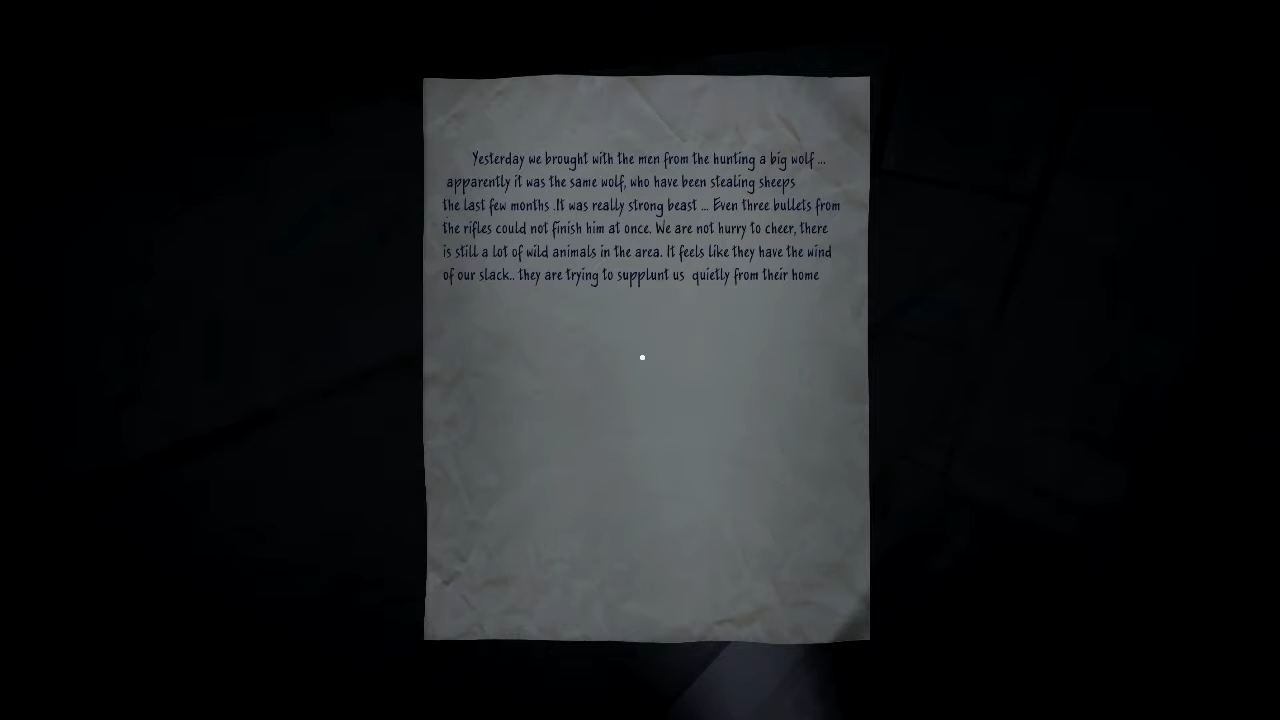 Yesterday we brought with the men from the hunting a big wolf ...
apparently it was the same wolf, who have been stealing sheeps
the last few months .It was really strong beast ... Even three bullets from
the rifles could not finish him at once. We are not hurry to cheer, there
is still a lot of wild animals in the area. It feels like they have the wind
of our slack.. they are trying to supplunt us quietly from their home